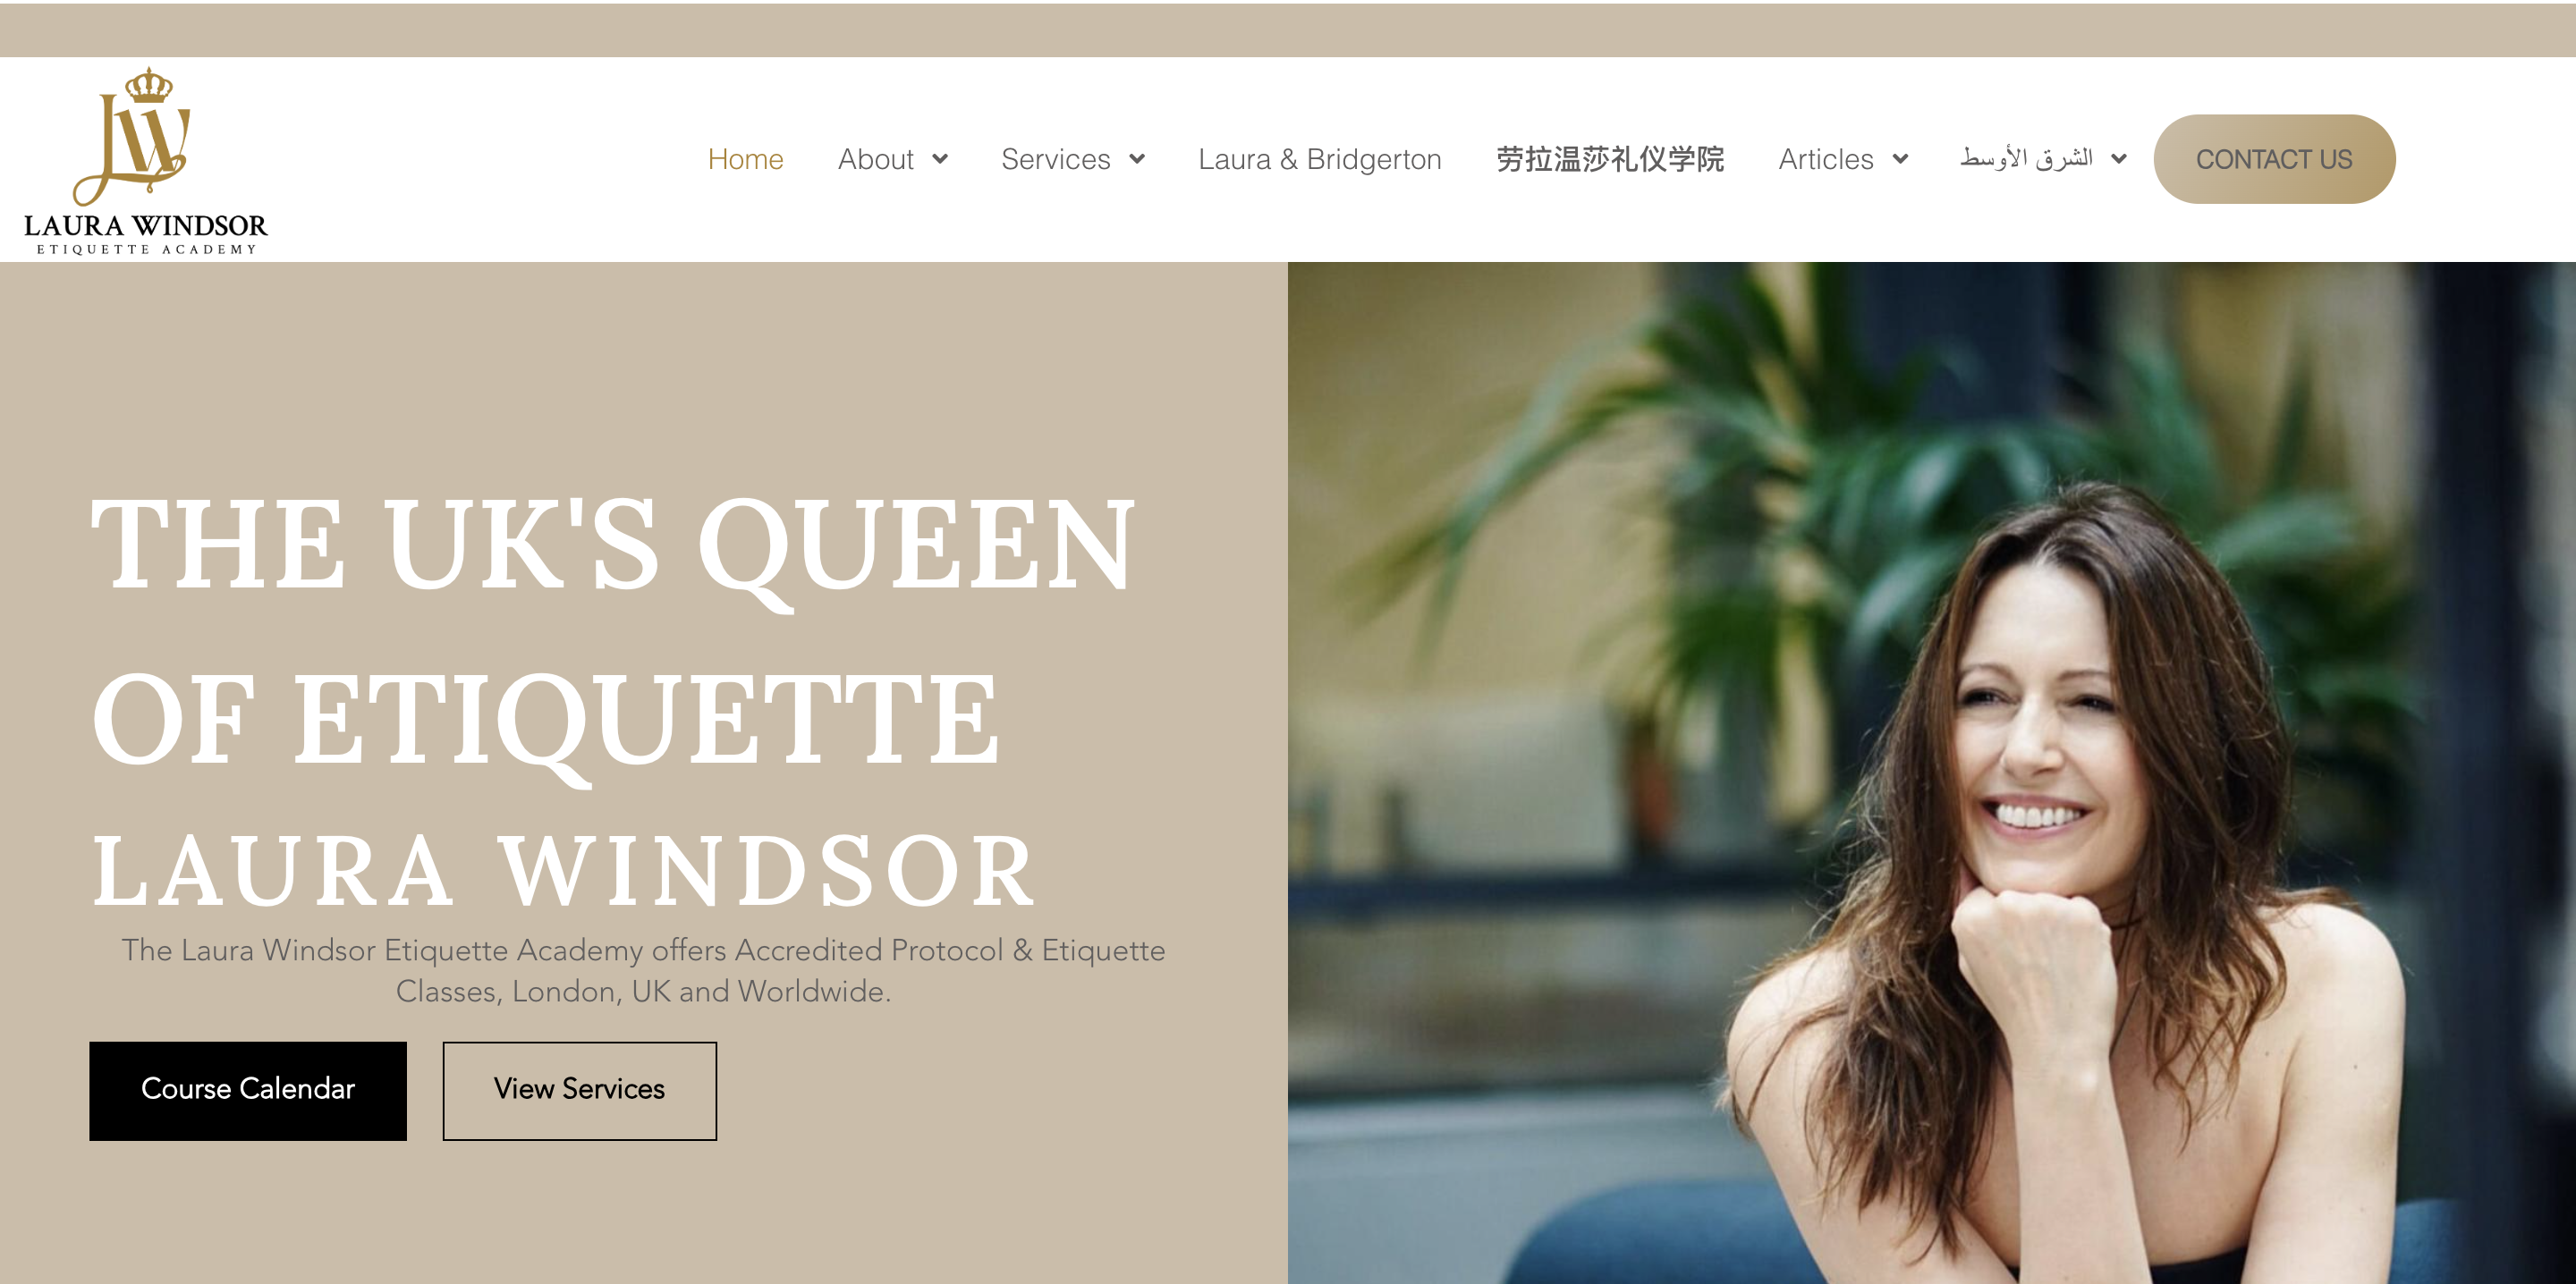 LW
LAURA WINDSOR
ETIQUETTE ACADEMY
Home About Services Laura & Bridgerton 劳拉温莎礼仪学院 Articles الشرق الأوسط CONTACT US
THE UK'S QUEEN
OF ETIQUETTE
LAURA WINDSOR
The Laura Windsor Etiquette Academy offers Accredited Protocol & Etiquette
Classes, London, UK and Worldwide.
Course Calendar View Services